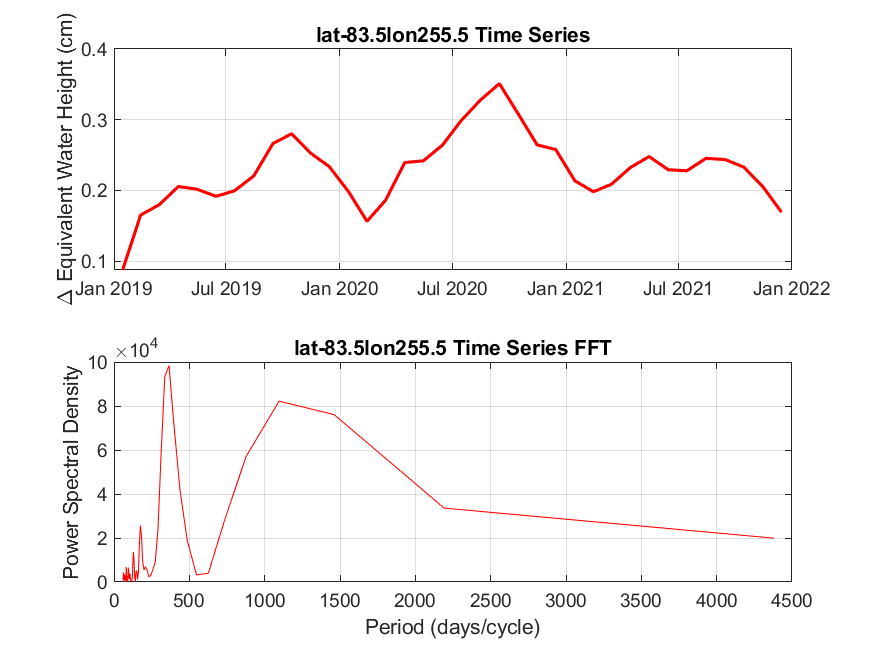 lat-83.5lon255.5 Time Series
Δ Equivalent Water Height (cm)
0.4
0.3
0.2
0.1
Jan 2019 Jul 2019 Jan 2020 Jul 2020 Jan 2021 Jul 2021 Jan 2022
lat-83.5lon255.5 Time Series FFT
×10^4
Power Spectral Density
10
8
6
4
2
0
0 500 1000 1500 2000 2500 3000 3500 4000 4500
Period (days/cycle)